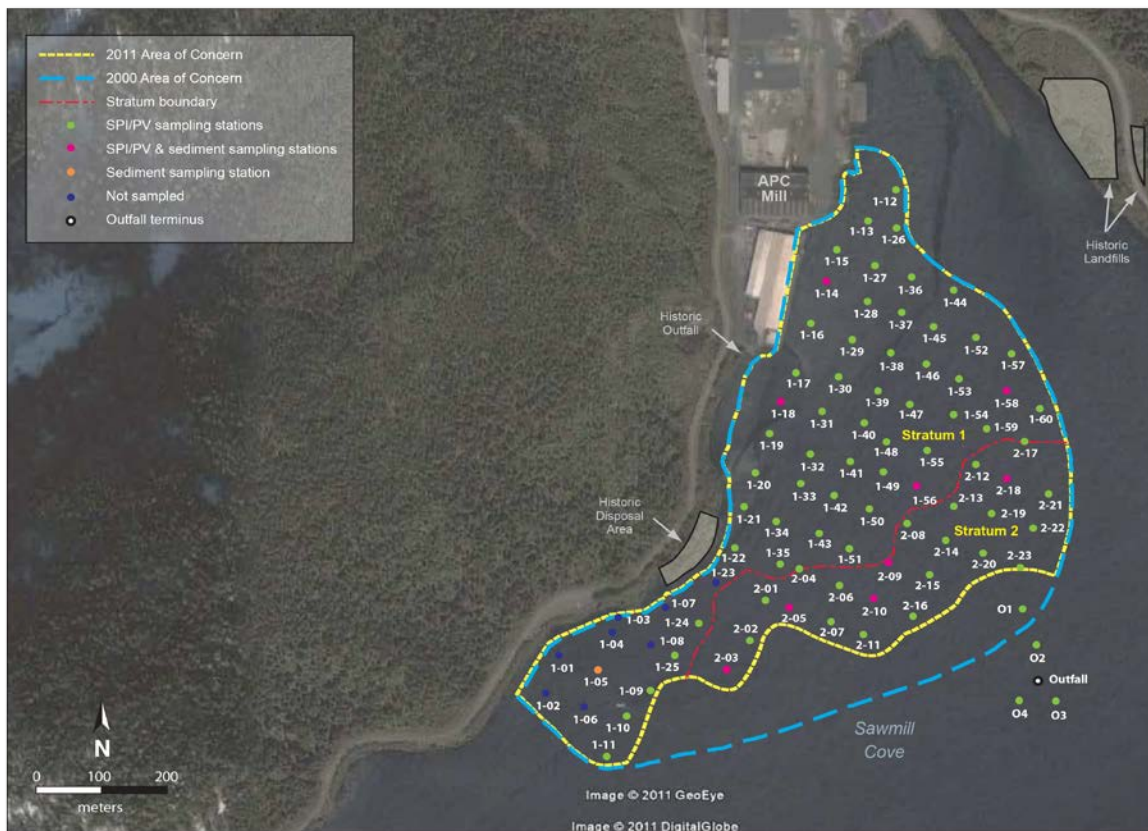 2011 Area of Concern
2000 Area of Concern
Stratum boundary
SPI/PV sampling stations
SPI/PV & sediment sampling stations
Sediment sampling station
Not sampled
Outfall terminus
APC
Mill
Historic
Landfills
Historic
Outfall
Historic
Disposal
Area
1-12
1-13
1-26
1-15
1-27
1-36
1-14
1-44
1-28
1-37
1-16
1-45
1-29
1-52
1-38
1-57
1-46
1-17
1-30
1-53
1-39
1-58
1-18
1-47
1-31
1-54
1-60
1-40
1-59
Stratum 1
1-19
1-48
2-17
1-55
1-32
1-41
2-12
1-20
1-49
1-33
2-18
1-56
2-13
1-42
2-21
1-21
1-50
2-19
1-34
2-08
Stratum 2
2-22
1-43
2-14
1-22
1-51
2-20
2-23
1-35
1-23
2-04
2-09
2-15
2-01
2-06
1-07
2-05
2-10
2-16
O1
1-03
1-24
2-07
1-04
1-08
2-02
2-11
O2
1-01
1-25
2-03
1-05
Outfall
1-09
1-02
O4
O3
1-06
1-10
1-11
Sawmill
Cove
N
0 100 200
meters
Image © 2011 GeoEye
Image © 2011 DigitalGlobe